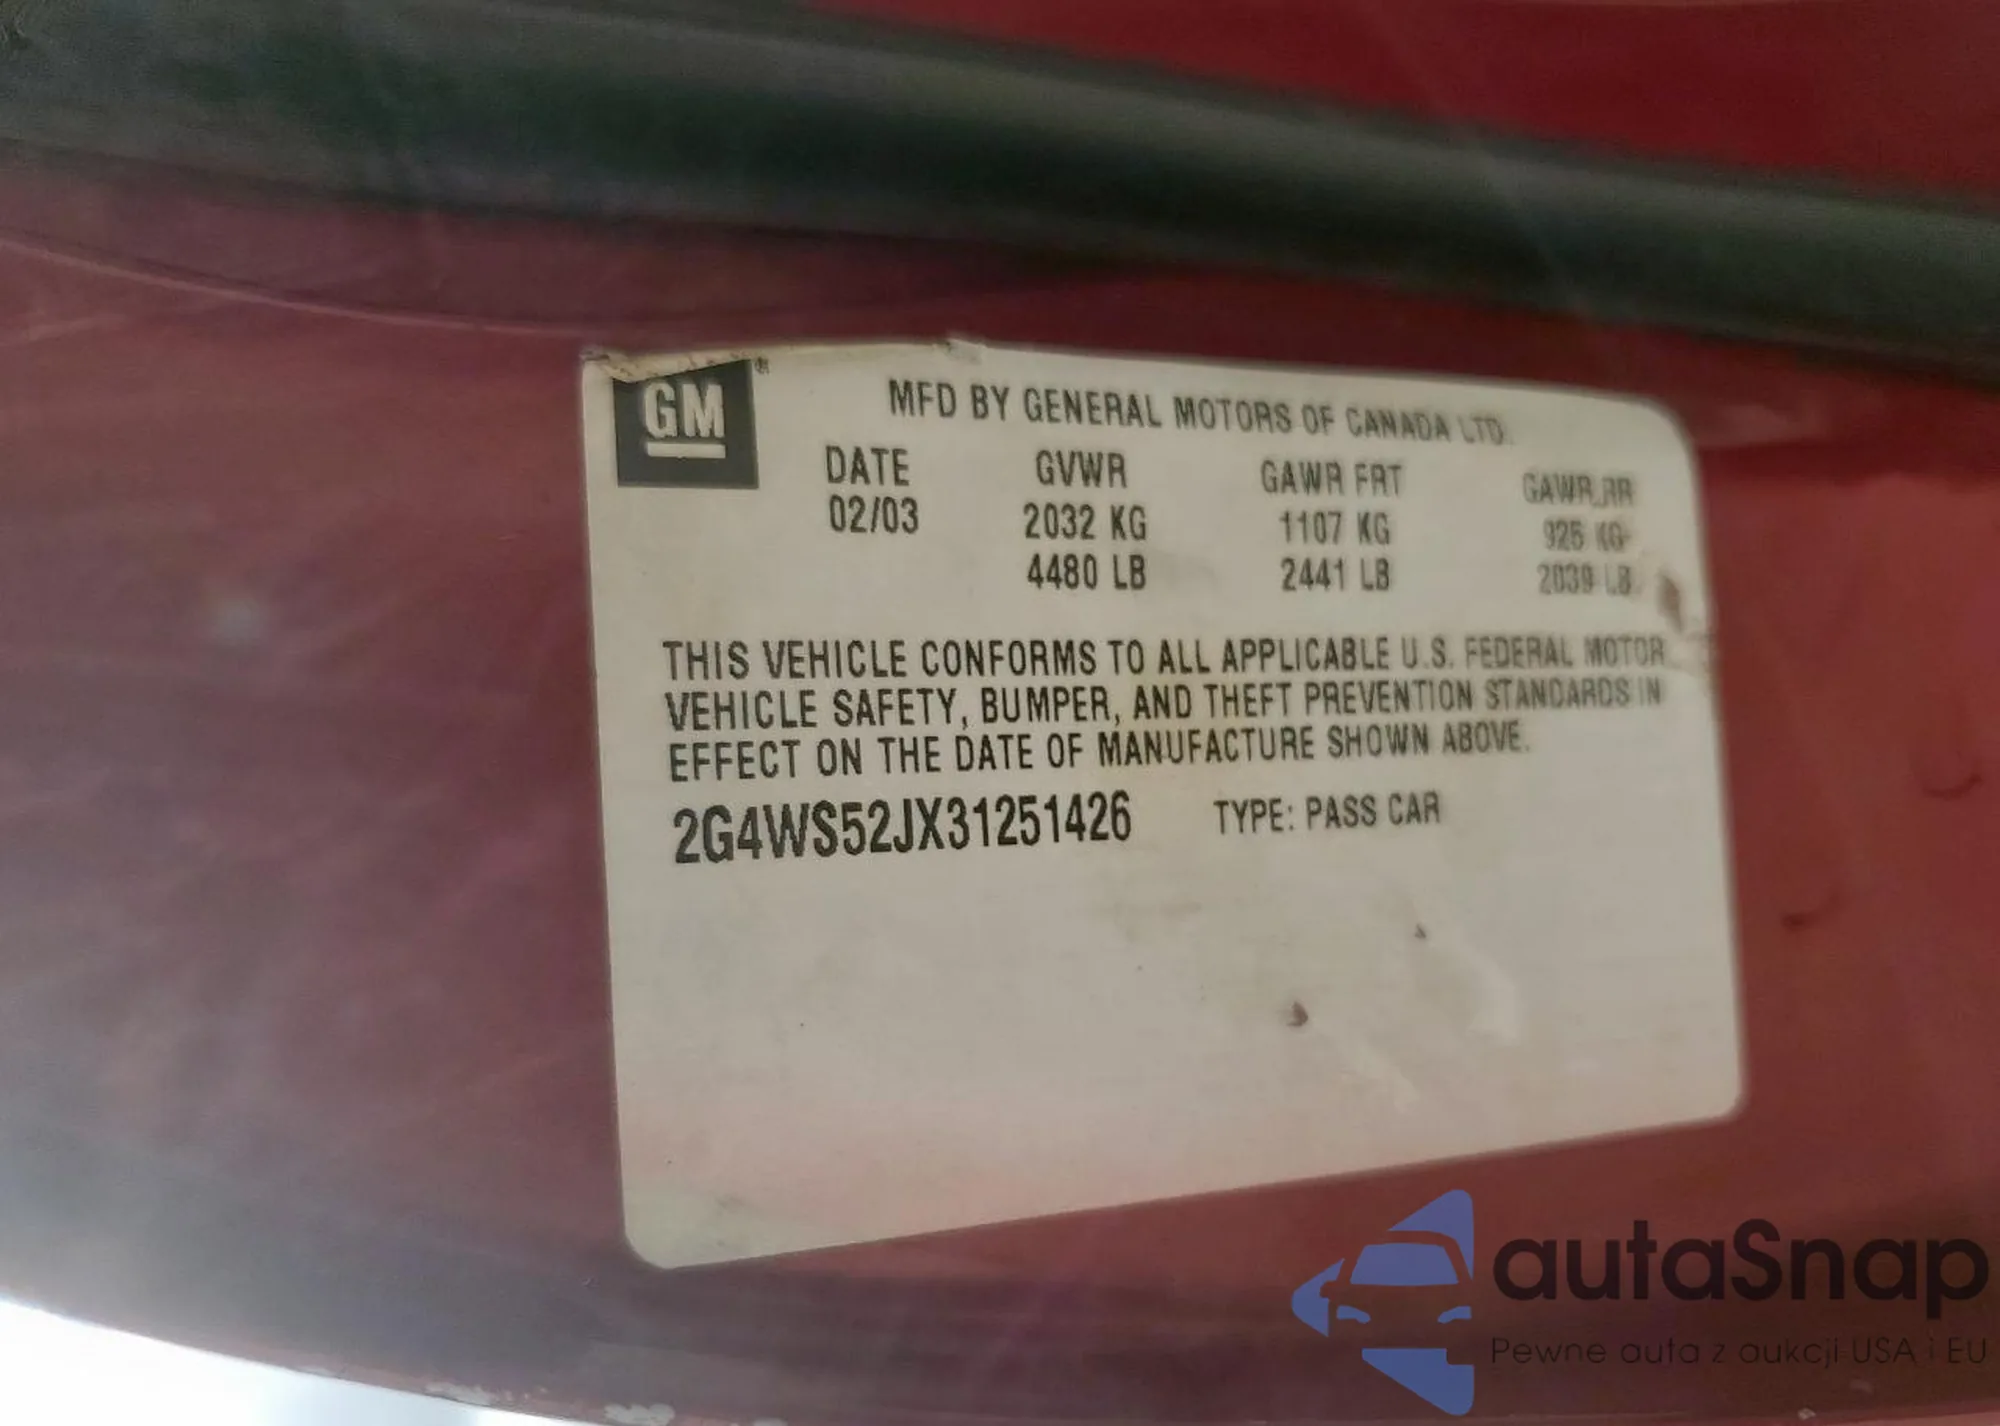 GM ®
MFD BY GENERAL MOTORS OF CANADA LTD.
DATE GVWR GAWR FRT GAWR RR
02/03 2032 KG 1107 KG 925 KG
4480 LB 2441 LB 2039 LB
THIS VEHICLE CONFORMS TO ALL APPLICABLE U.S. FEDERAL MOTOR
VEHICLE SAFETY, BUMPER, AND THEFT PREVENTION STANDARDS IN
EFFECT ON THE DATE OF MANUFACTURE SHOWN ABOVE.
2G4WS52JX31251426 TYPE: PASS CAR
autaSnap
Pewne auta z aukcji USA i EU